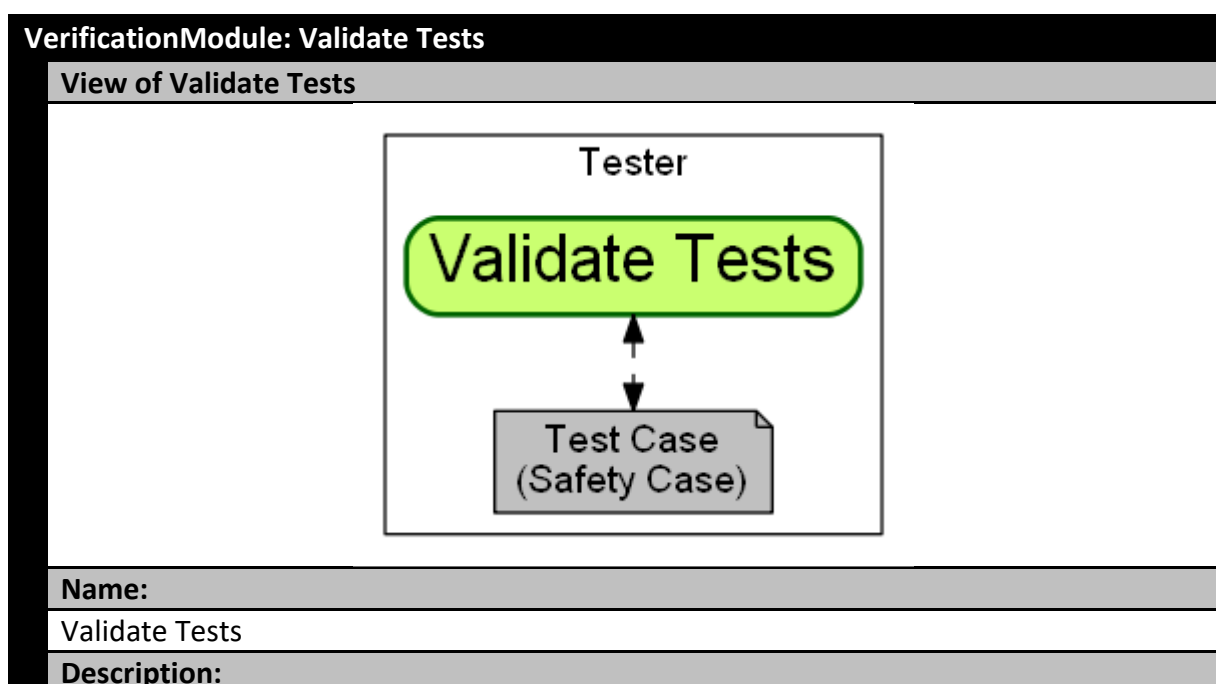 VerificationModule: Validate Tests
View of Validate Tests
Tester
Validate Tests
Test Case
(Safety Case)
Name:
Validate Tests
Description: